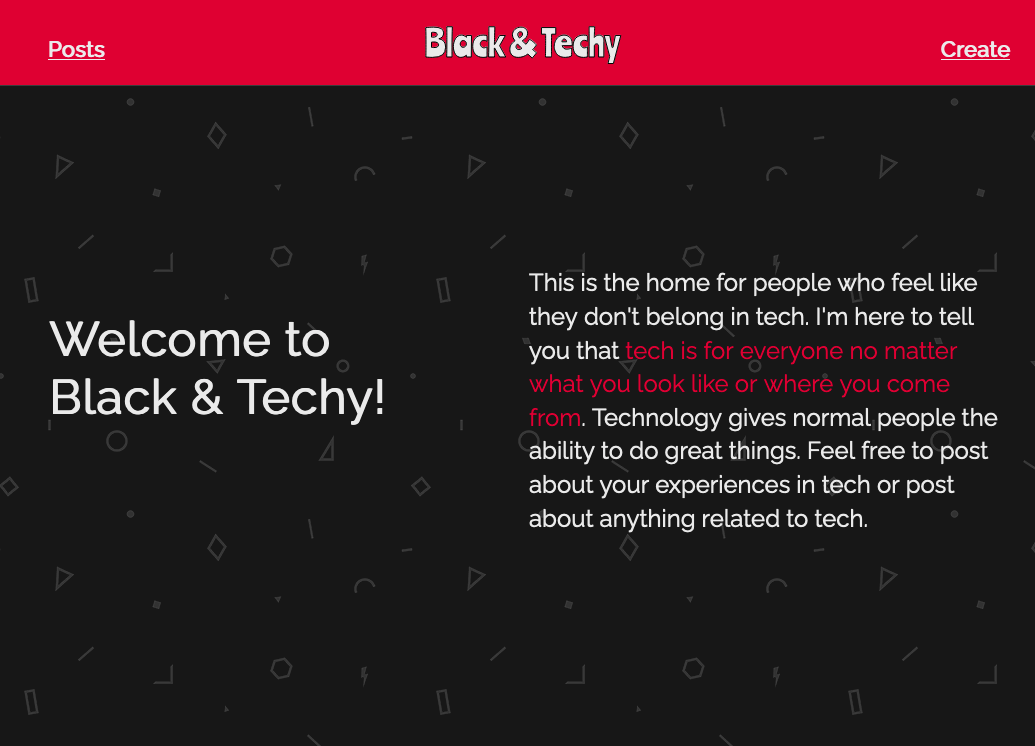 Posts
Black & Techy
Create
Welcome to
Black & Techy!
This is the home for people who feel like
they don't belong in tech. I'm here to tell
you that tech is for everyone no matter
what you look like or where you come
from. Technology gives normal people the
ability to do great things. Feel free to post
about your experiences in tech or post
about anything related to tech.